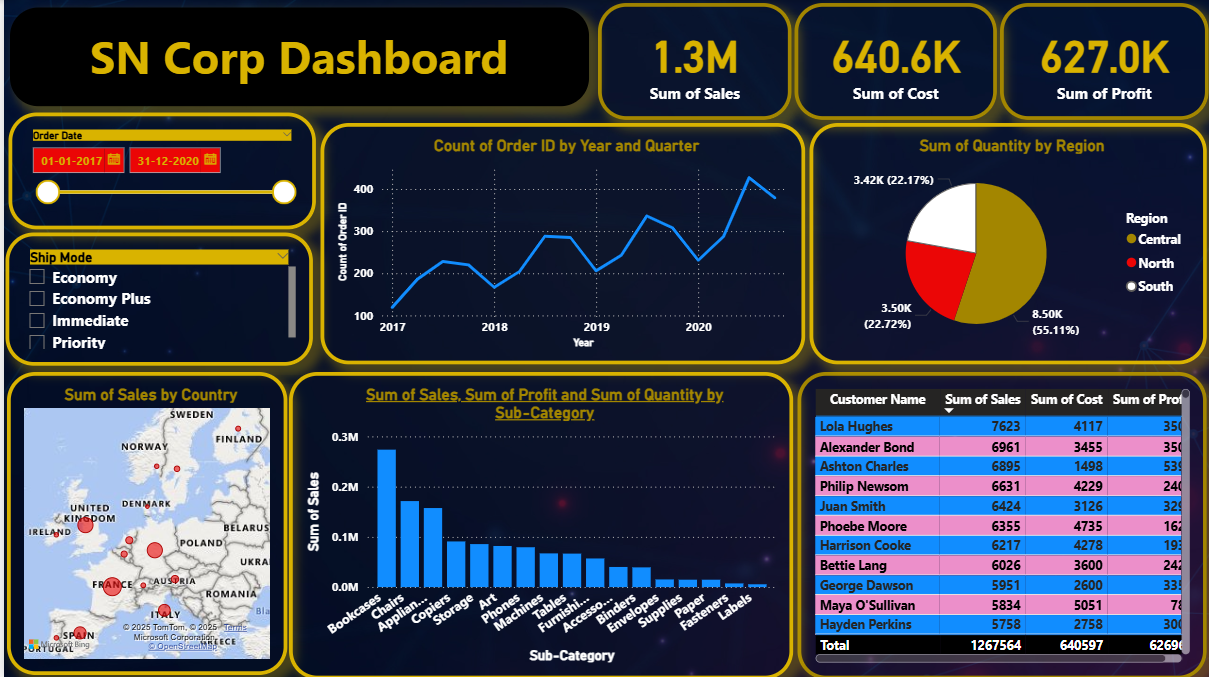 SN Corp Dashboard
1.3M
Sum of Sales
640.6K
Sum of Cost
627.0K
Sum of Profit
Order Date
01-01-2017
31-12-2020
Ship Mode
Economy
Economy Plus
Immediate
Priority
Count of Order ID by Year and Quarter
Count of Order ID
400
300
200
100
2017 2018 2019 2020
Year
Sum of Quantity by Region
3.42K (22.17%)
3.50K
(22.72%)
8.50K
(55.11%)
Region
Central
North
South
Sum of Sales by Country
SWEDEN
FINLAND
NORWAY
DENMARK
UNITED
KINGDOM
IRELAND
BELARUS
POLAND
UKRA
FRANCE
AUSTRIA
ROMANIA
ITALY
Bla
SPAIN
PORTUGAL
GREECE
© 2025 TomTom, © 2025 Terms
Microsoft Corporation,
© OpenStreetMap
Microsoft Bing
Sum of Sales, Sum of Profit and Sum of Quantity by
Sub-Category
Sum of Sales
0.3M
0.2M
0.1M
0.0M
Bookcases
Chairs
Applian...
Copiers
Storage
Art
Phones
Machines
Tables
Furnishi...
Accesso...
Binders
Envelopes
Supplies
Paper
Fasteners
Labels
Sub-Category
Customer Name Sum of Sales Sum of Cost Sum of Prof
Lola Hughes 7623 4117 350
Alexander Bond 6961 3455 350
Ashton Charles 6895 1498 539
Philip Newsom 6631 4229 240
Juan Smith 6424 3126 329
Phoebe Moore 6355 4735 162
Harrison Cooke 6217 4278 193
Bettie Lang 6026 3600 242
George Dawson 5951 2600 335
Maya O'Sullivan 5834 5051 78
Hayden Perkins 5758 2758 300
Total 1267564 640597 62696